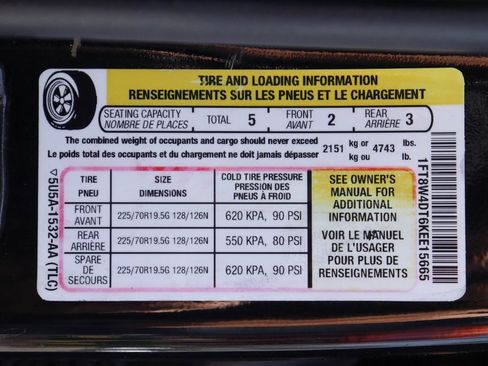 TIRE AND LOADING INFORMATION
RENSEIGNEMENTS SUR LES PNEUS ET LE CHARGEMENT
SEATING CAPACITY
NOMBRE DE PLACES
TOTAL 5
FRONT
AVANT 2
REAR
ARRIÈRE 3
The combined weight of occupants and cargo should never exceed
Le poids total des occupants et du chargement ne doit jamais dépasser
2151 kg or 4743 lbs.
kg ou lb.
TIRE
PNEU
SIZE
DIMENSIONS
COLD TIRE PRESSURE
PRESSION DES
PNEUS À FROID
FRONT
AVANT
225/70R19.5G 128/126N
620 KPA, 90 PSI
REAR
ARRIÈRE
225/70R19.5G 128/126N
550 KPA, 80 PSI
SPARE
DE
SECOURS
225/70R19.5G 128/126N
620 KPA, 90 PSI
SEE OWNER'S
MANUAL FOR
ADDITIONAL
INFORMATION
VOIR LE MANUEL
DE L'USAGER
POUR PLUS DE
RENSEIGNEMENTS
5U5A-1532-AA (TLC)
1FT8W4DT6KEE15665